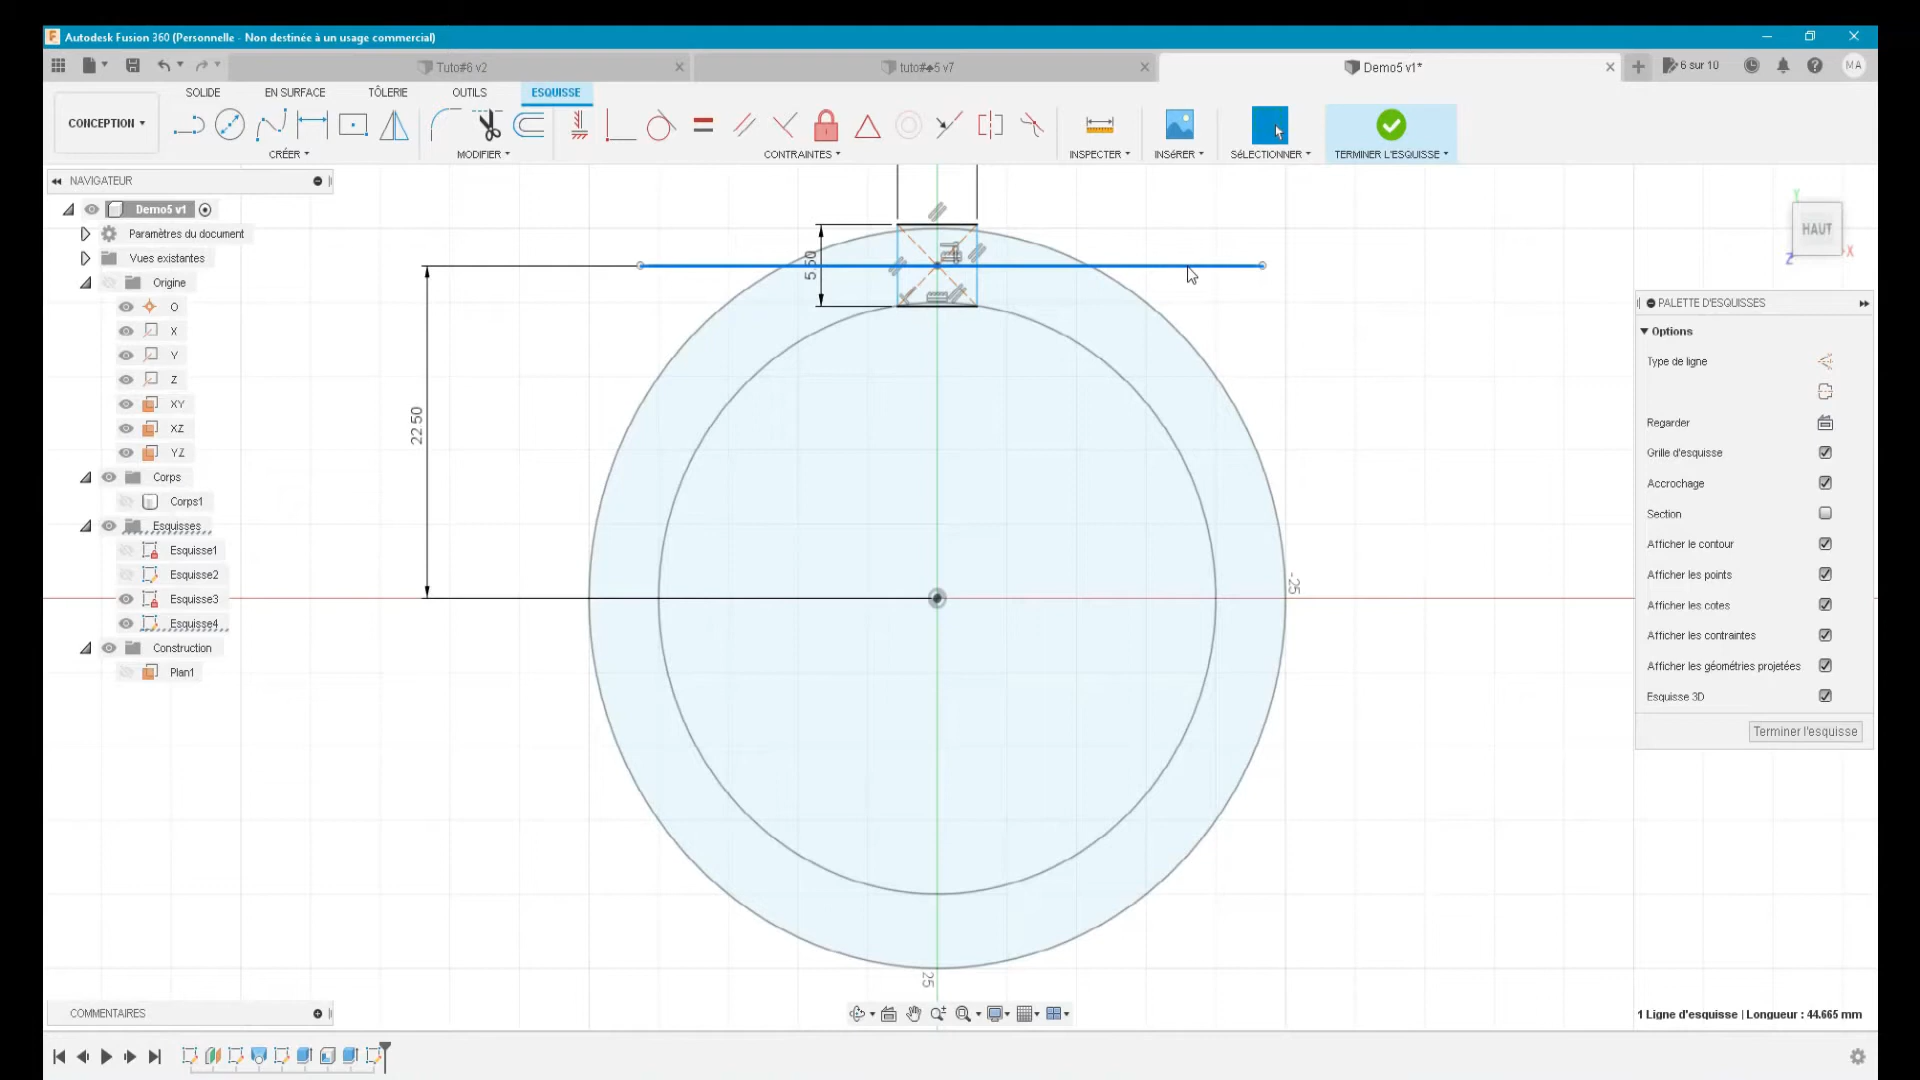 Autodesk Fusion 360 (Personnelle - Non destinée à un usage commercial)
Tuto#6 v2
tuto#♠5 v7
Demo5 v1*
6 sur 10
MA
CONCEPTION
SOLIDE
EN SURFACE
TÔLERIE
OUTILS
ESQUISSE
CRÉER
MODIFIER
CONTRAINTES
INSPECTER
INSÉRER
SÉLECTIONNER
TERMINER L'ESQUISSE
NAVIGATEUR
Demo5 v1
Paramètres du document
Vues existantes
Origine
O
X
Y
Z
XY
XZ
YZ
Corps
Corps1
Esquisses
Esquisse1
Esquisse2
Esquisse3
Esquisse4
Construction
Plan1
5.50
22.50
-25
25
Y
HAUT
X
Z
PALETTE D'ESQUISSES
Options
Type de ligne
Regarder
Grille d'esquisse
Accrochage
Section
Afficher le contour
Afficher les points
Afficher les cotes
Afficher les contraintes
Afficher les géométries projetées
Esquisse 3D
Terminer l'esquisse
COMMENTAIRES
1 Ligne d'esquisse | Longueur : 44.665 mm